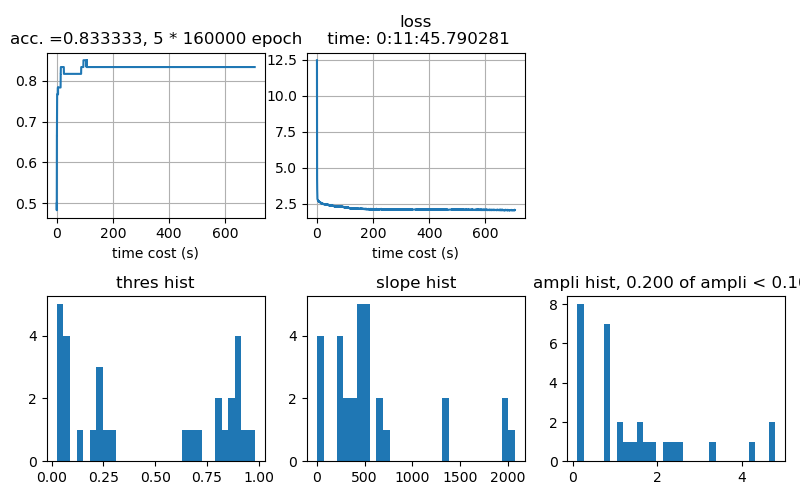 acc. =0.833333, 5 * 160000 epoch
0.8
0.7
0.6
0.5
0 200 400 600
time cost (s)
loss
time: 0:11:45.790281
12.5
10.0
7.5
5.0
2.5
0 200 400 600
time cost (s)
thres hist
4
2
0
0.00 0.25 0.50 0.75 1.00
slope hist
4
2
0
0 500 1000 1500 2000
ampli hist, 0.200 of ampli < 0.10
8
6
4
2
0
0 2 4